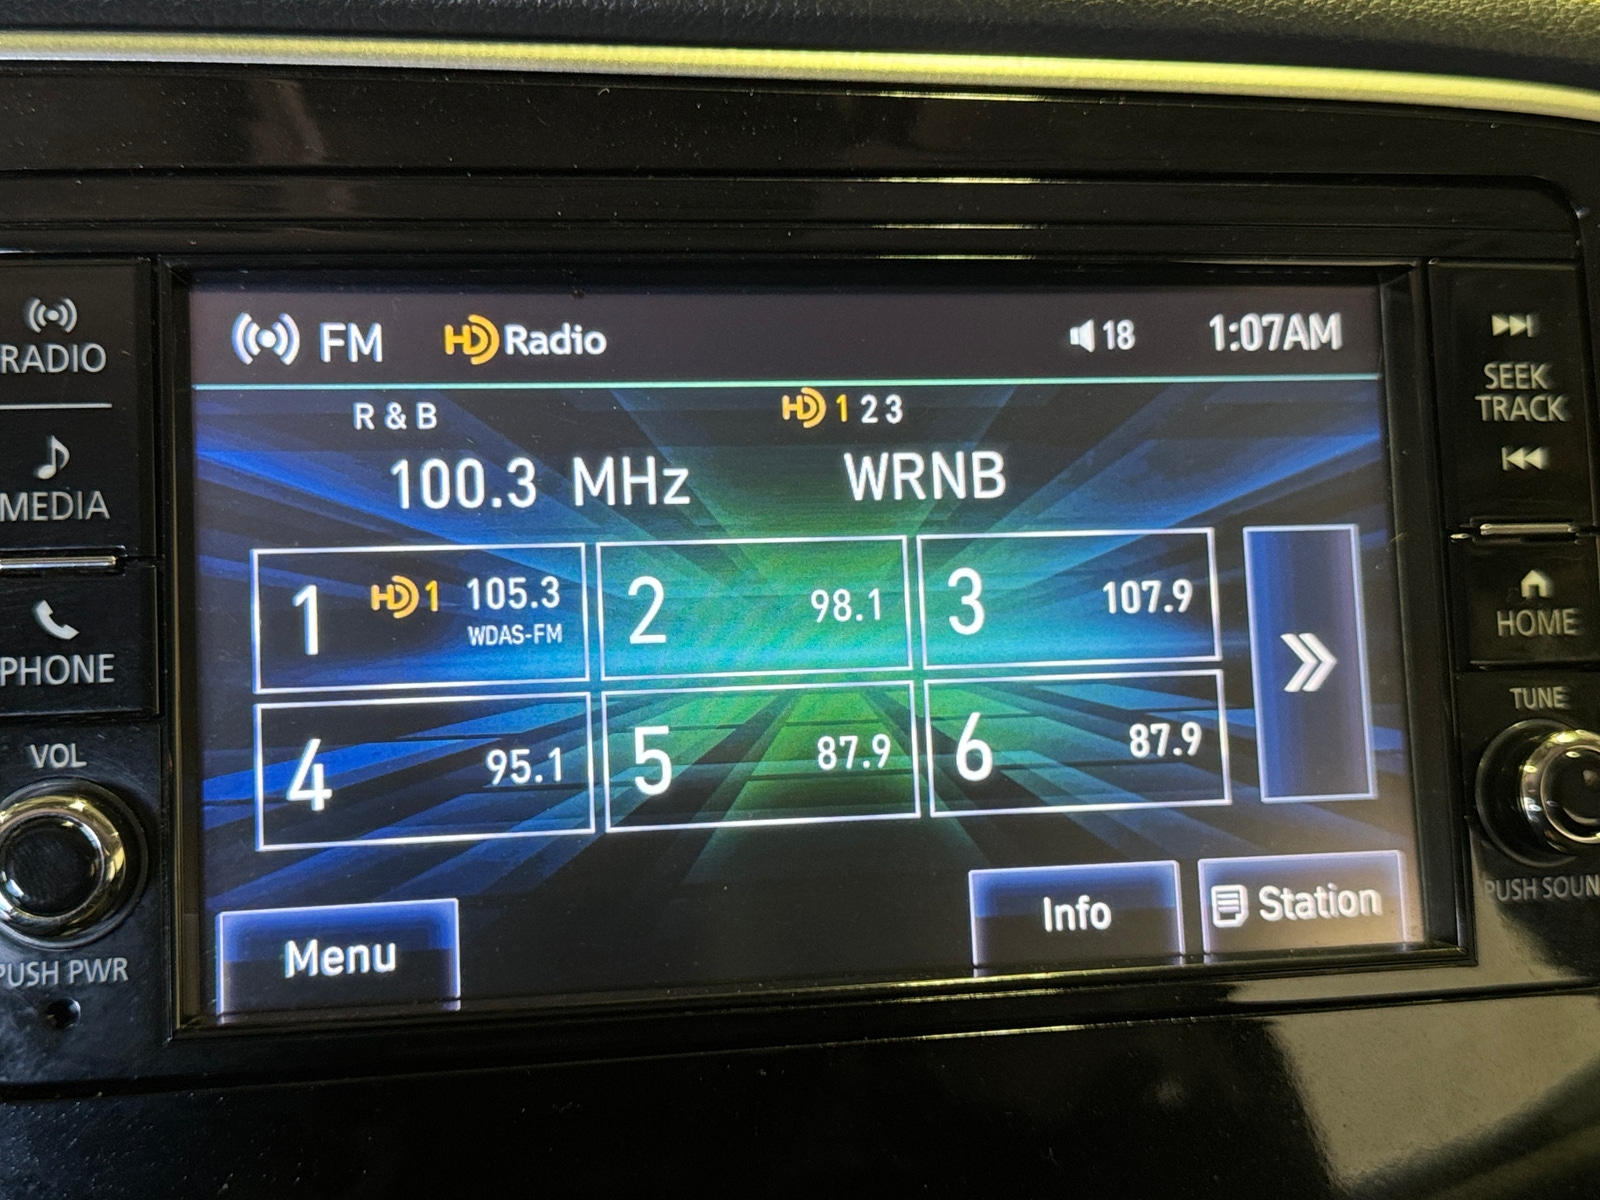 RADIO
MEDIA
PHONE
VOL
PUSH PWR
FM HD Radio 18 1:07AM
R & B HD 1 2 3
100.3 MHz WRNB
1 HD 1 105.3
WDAS-FM
2 98.1
3 107.9
4 95.1
5 87.9
6 87.9
Menu
Info
Station
SEEK
TRACK
HOME
TUNE
PUSH SOUN